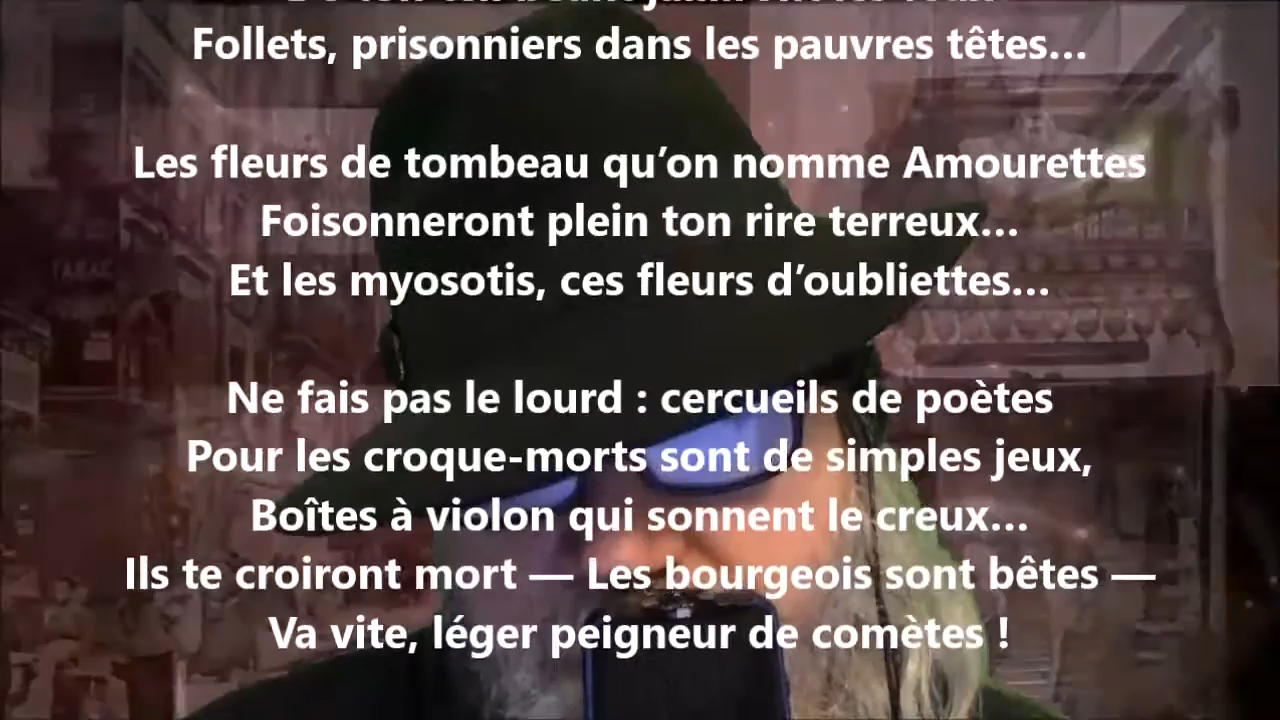 Follets, prisonniers dans les pauvres têtes…
Les fleurs de tombeau qu’on nomme Amourettes
Foisonneront plein ton rire terreux…
Et les myosotis, ces fleurs d’oubliettes…
Ne fais pas le lourd : cercueils de poètes
Pour les croque-morts sont de simples jeux,
Boîtes à violon qui sonnent le creux…
Ils te croiront mort — Les bourgeois sont bêtes —
Va vite, léger peigneur de comètes !
TABAC